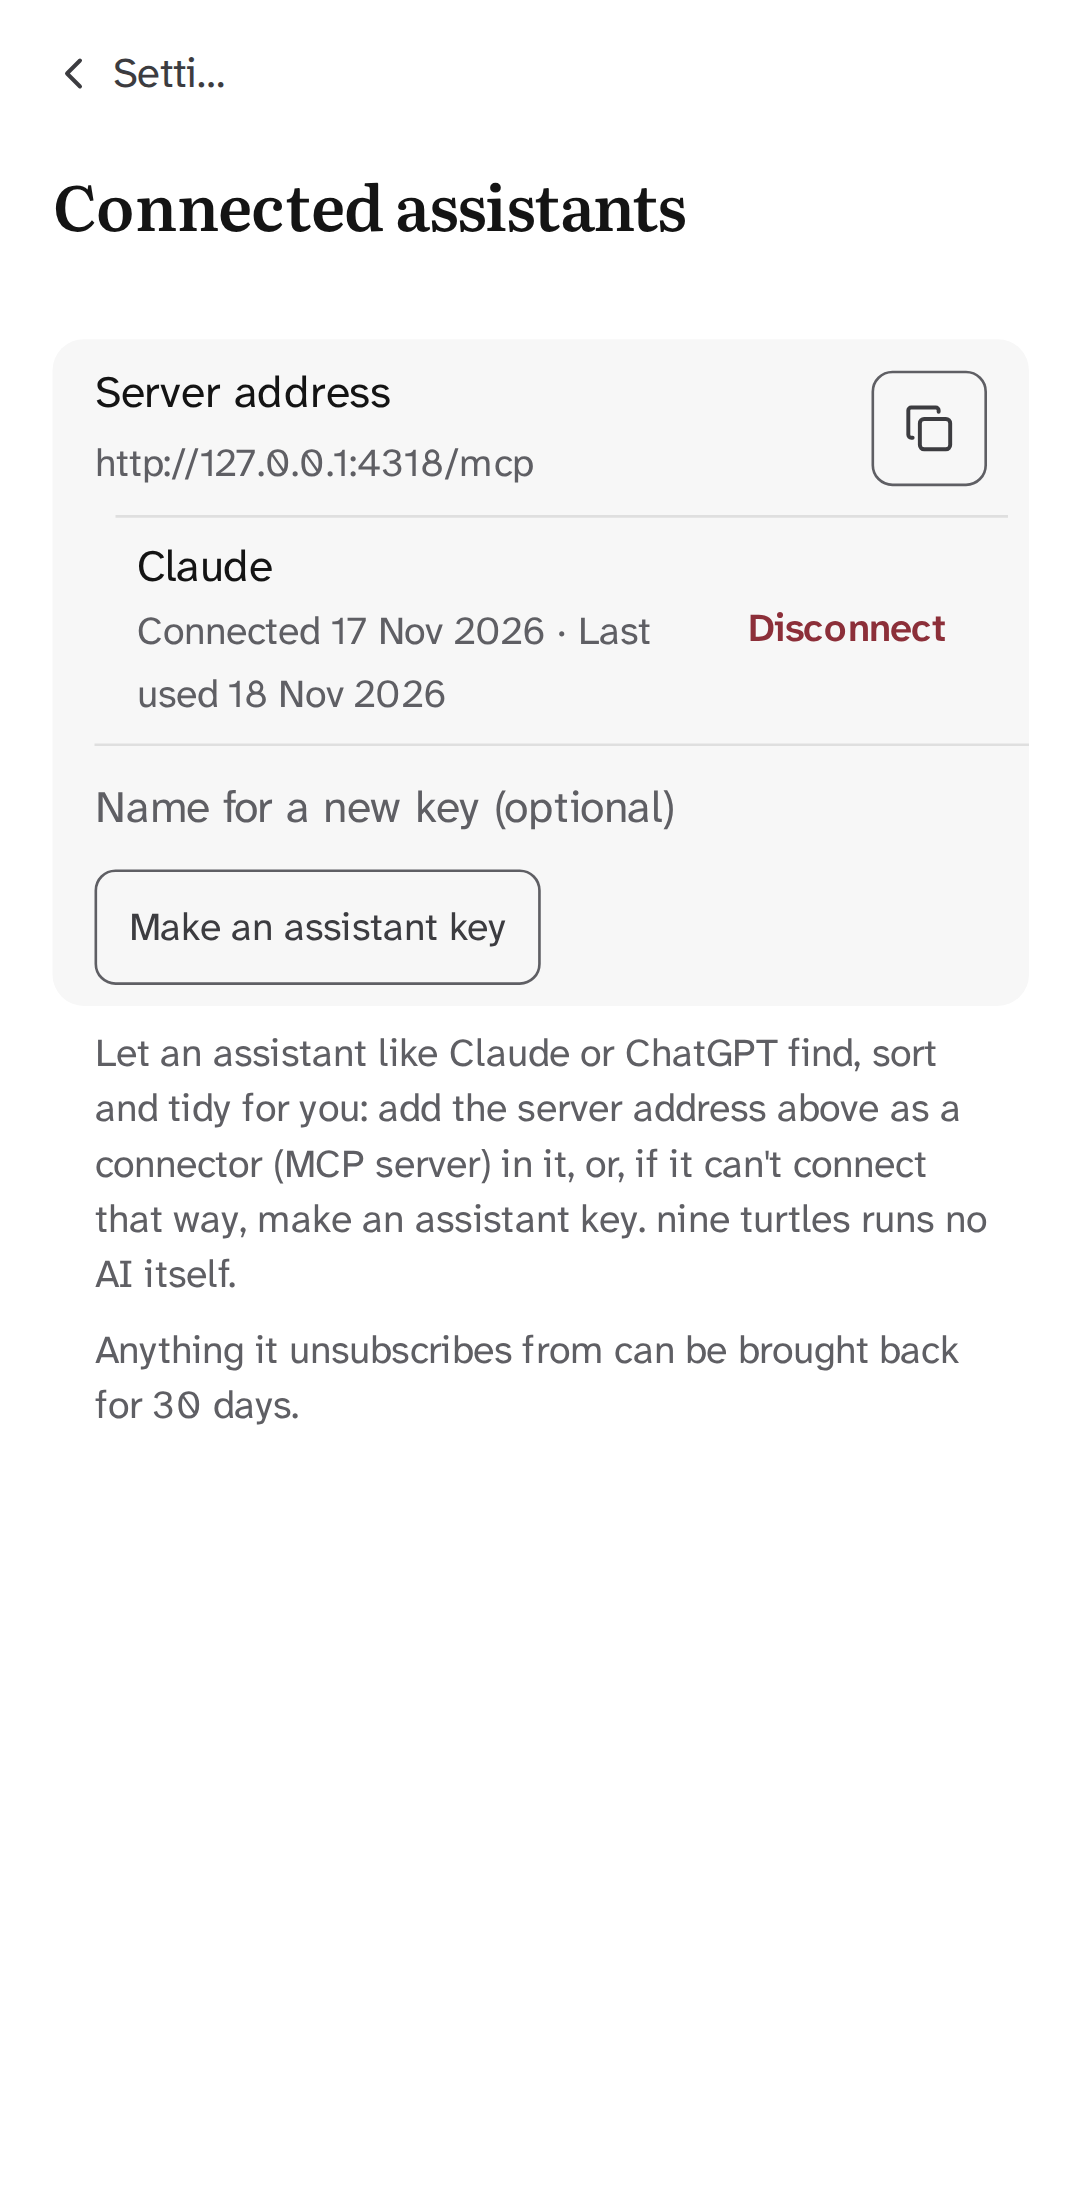 Setti...
Connected assistants
Server address
http://127.0.0.1:4318/mcp
Claude
Connected 17 Nov 2026 · Last
used 18 Nov 2026
Disconnect
Name for a new key (optional)
Make an assistant key
Let an assistant like Claude or ChatGPT find, sort
and tidy for you: add the server address above as a
connector (MCP server) in it, or, if it can't connect
that way, make an assistant key. nine turtles runs no
AI itself.
Anything it unsubscribes from can be brought back
for 30 days.